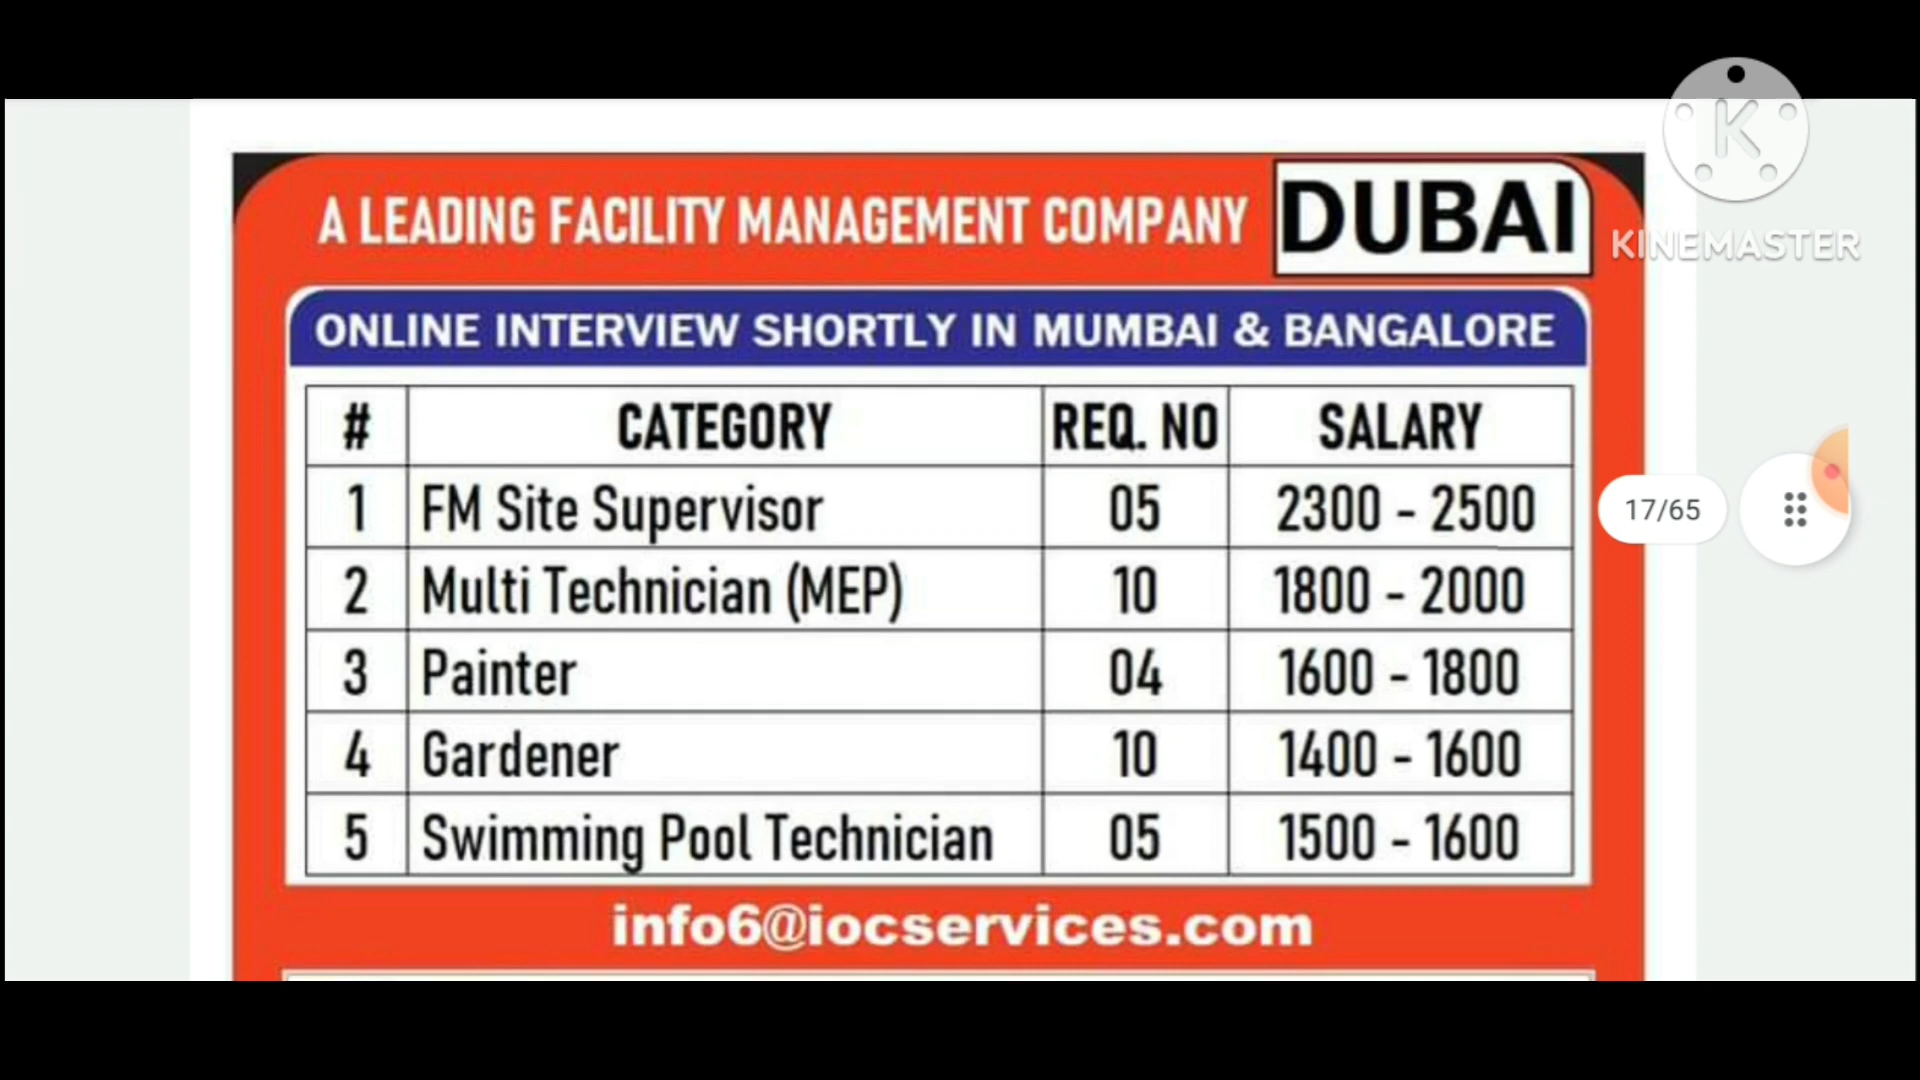 A LEADING FACILITY MANAGEMENT COMPANY DUBAI
K
KINEMASTER
ONLINE INTERVIEW SHORTLY IN MUMBAI & BANGALORE
# CATEGORY REQ. NO SALARY
1 FM Site Supervisor 05 2300 - 2500
17/65
2 Multi Technician (MEP) 10 1800 - 2000
3 Painter 04 1600 - 1800
4 Gardener 10 1400 - 1600
5 Swimming Pool Technician 05 1500 - 1600
info6@iocservices.com